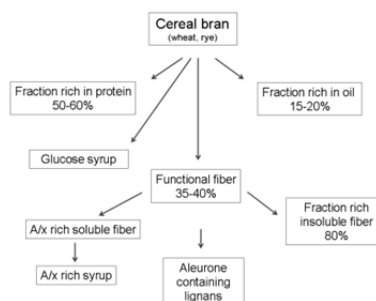 Cereal bran
(wheat, rye)
Fraction rich in protein
50-60%
Fraction rich in oil
15-20%
Glucose syrup
Functional fiber
35-40%
A/x rich soluble fiber
Fraction rich
insoluble fiber
80%
A/x rich syrup
Aleurone
containing
lignans